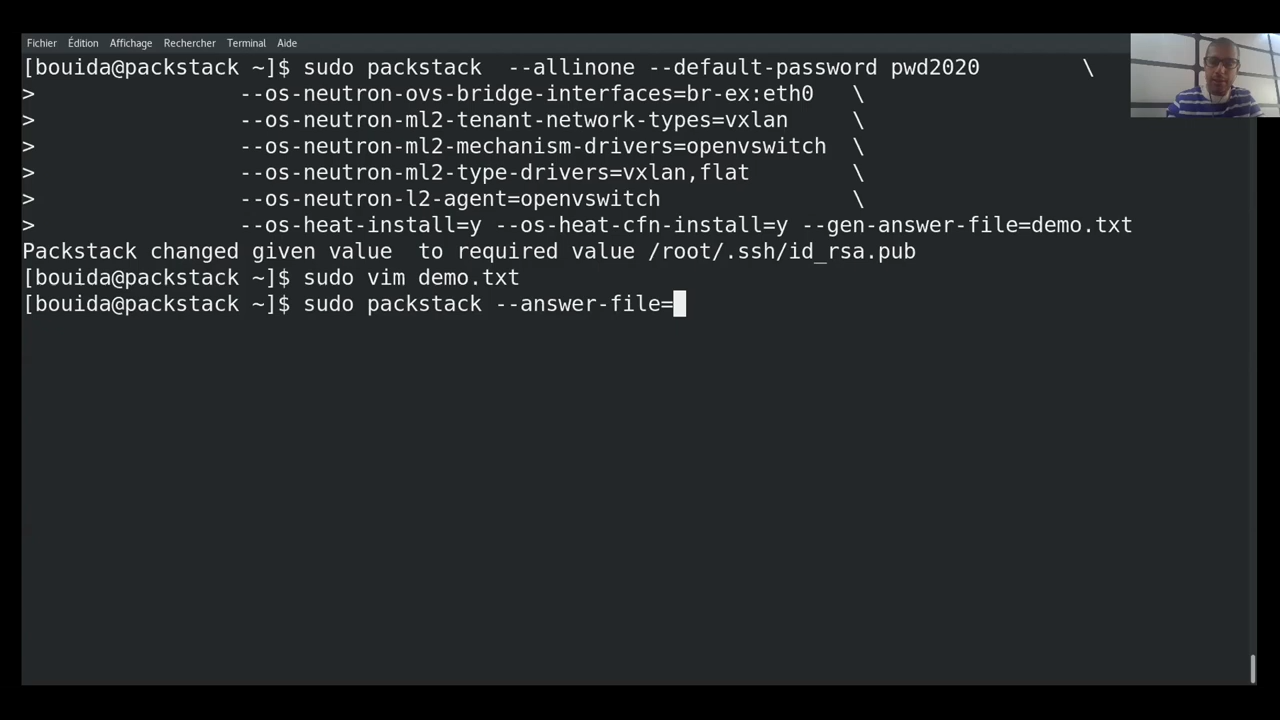 Fichier Édition Affichage Rechercher Terminal Aide
[bouida@packstack ~]$ sudo packstack  --allinone --default-password pwd2020        \
>                --os-neutron-ovs-bridge-interfaces=br-ex:eth0   \
>                --os-neutron-ml2-tenant-network-types=vxlan     \
>                --os-neutron-ml2-mechanism-drivers=openvswitch  \
>                --os-neutron-ml2-type-drivers=vxlan,flat        \
>                --os-neutron-l2-agent=openvswitch               \
>                --os-heat-install=y --os-heat-cfn-install=y --gen-answer-file=demo.txt
Packstack changed given value  to required value /root/.ssh/id_rsa.pub
[bouida@packstack ~]$ sudo vim demo.txt
[bouida@packstack ~]$ sudo packstack --answer-file=